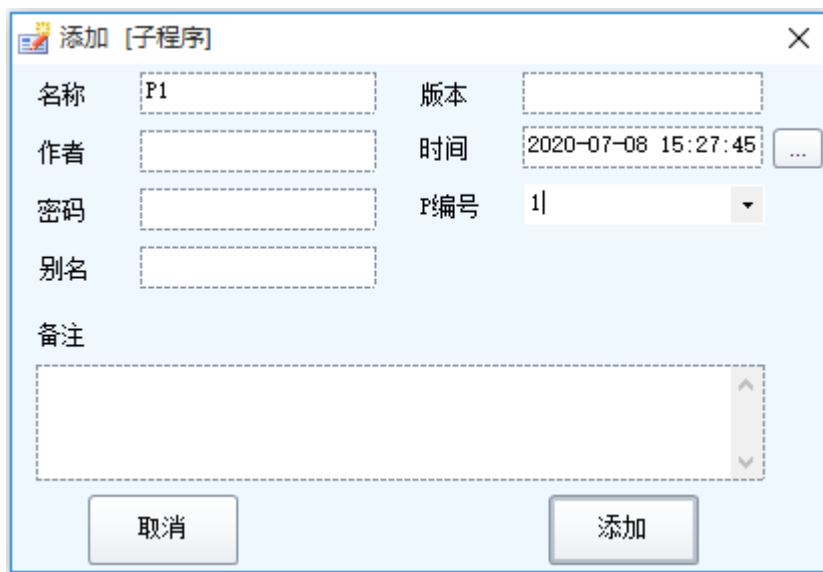 添加 [子程序]
名称 P1 版本
作者 时间 2020-07-08 15:27:45 ...
密码 P编号 1
别名
备注
取消 添加